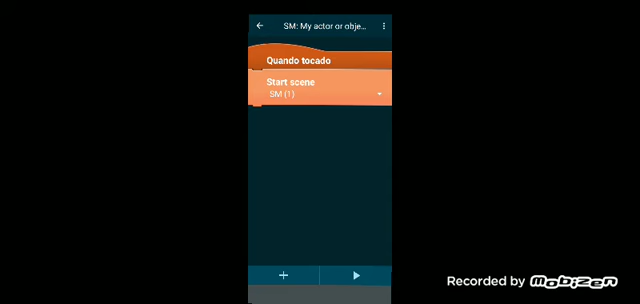 SM: My actor or obje...
Quando tocado
Start scene
SM (1)
Recorded by Mobizen